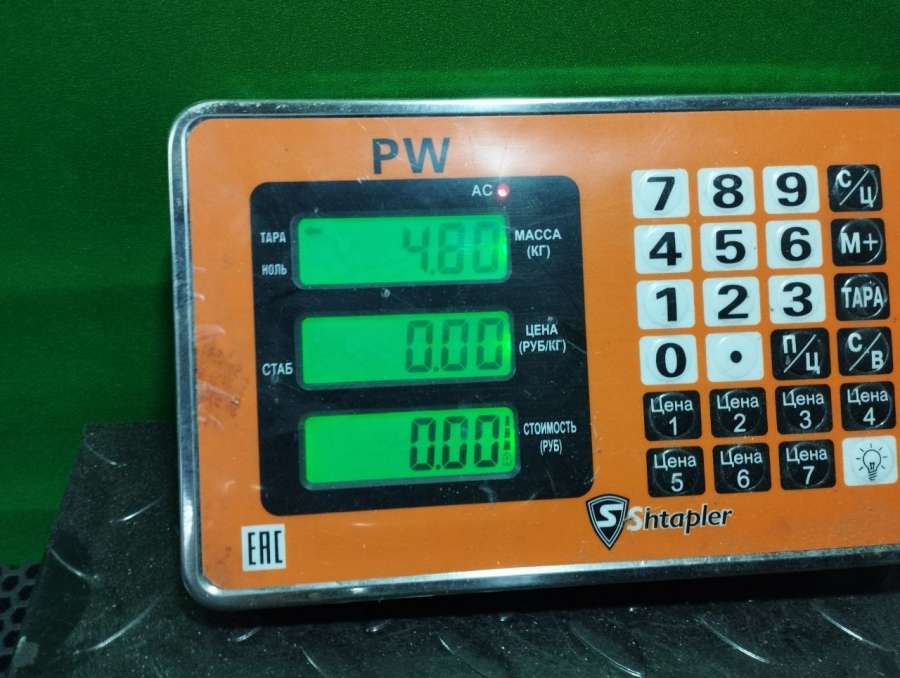 PW
AC
ТАРА
НОЛЬ
4.80
МАССА
(КГ)
СТАБ
0.00
ЦЕНА
(РУБ/КГ)
0.00
СТОИМОСТЬ
(РУБ)
7 8 9 С/Ц
4 5 6 М+
1 2 3 ТАРА
0 • П/Ц С/В
Цена 1 Цена 2 Цена 3 Цена 4
Цена 5 Цена 6 Цена 7
S Shtapler
EAC